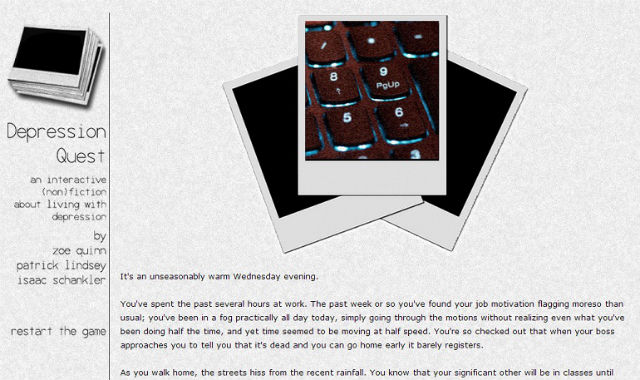 Depression
Quest
an interactive
(non)fiction
about living with
depression
by
zoe quinn
patrick lindsey
isaac schankler
restart the game
/
*
-
8
↑
9
PgUp
5
6
→
3
It's an unseasonably warm Wednesday evening.
You've spent the past several hours at work. The past week or so you've found your job motivation flagging moreso than
usual; you've been in a fog practically all day today, simply going through the motions without realizing even what you've
been doing half the time, and yet time seemed to be moving at half speed. You're so checked out that when your boss
approaches you to tell you that it's dead and you can go home early it barely registers.
As you walk home, the streets hiss from the recent rainfall. You know that your significant other will be in classes until